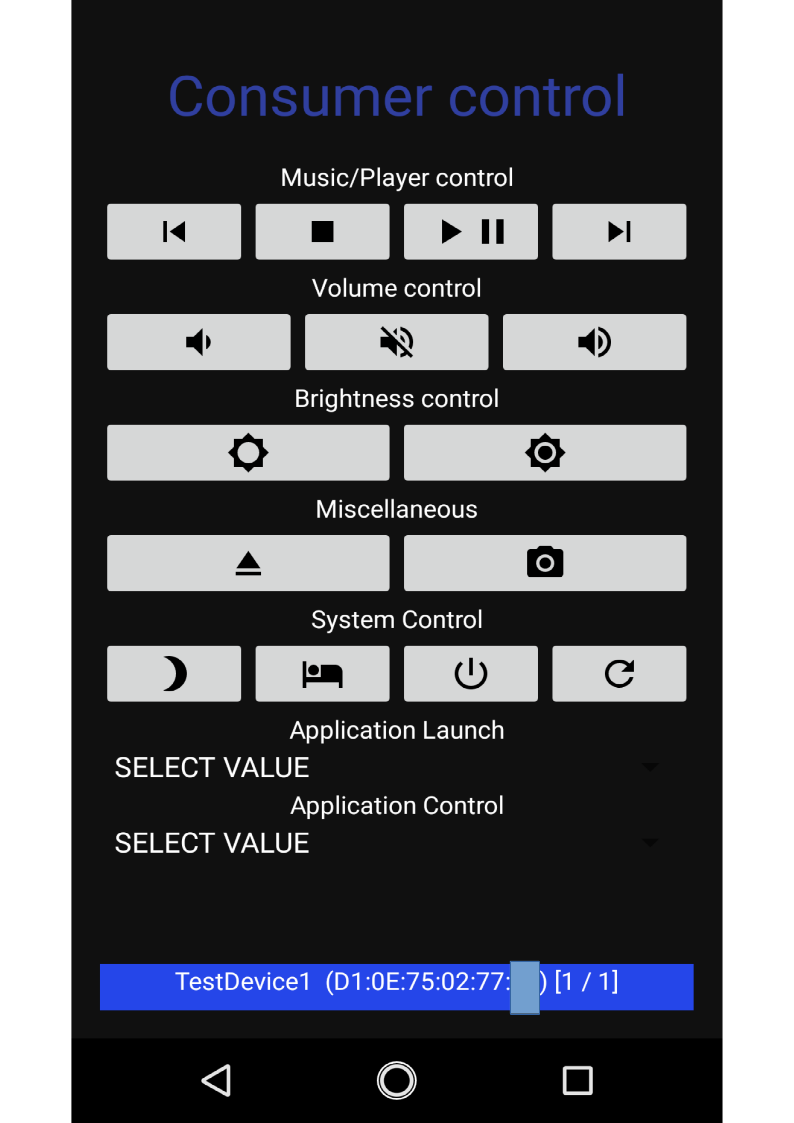 Consumer control
Music/Player control
Volume control
Brightness control
Miscellaneous
System Control
Application Launch
SELECT VALUE
Application Control
SELECT VALUE
TestDevice1 (D1:0E:75:02:77: ) [1 / 1]